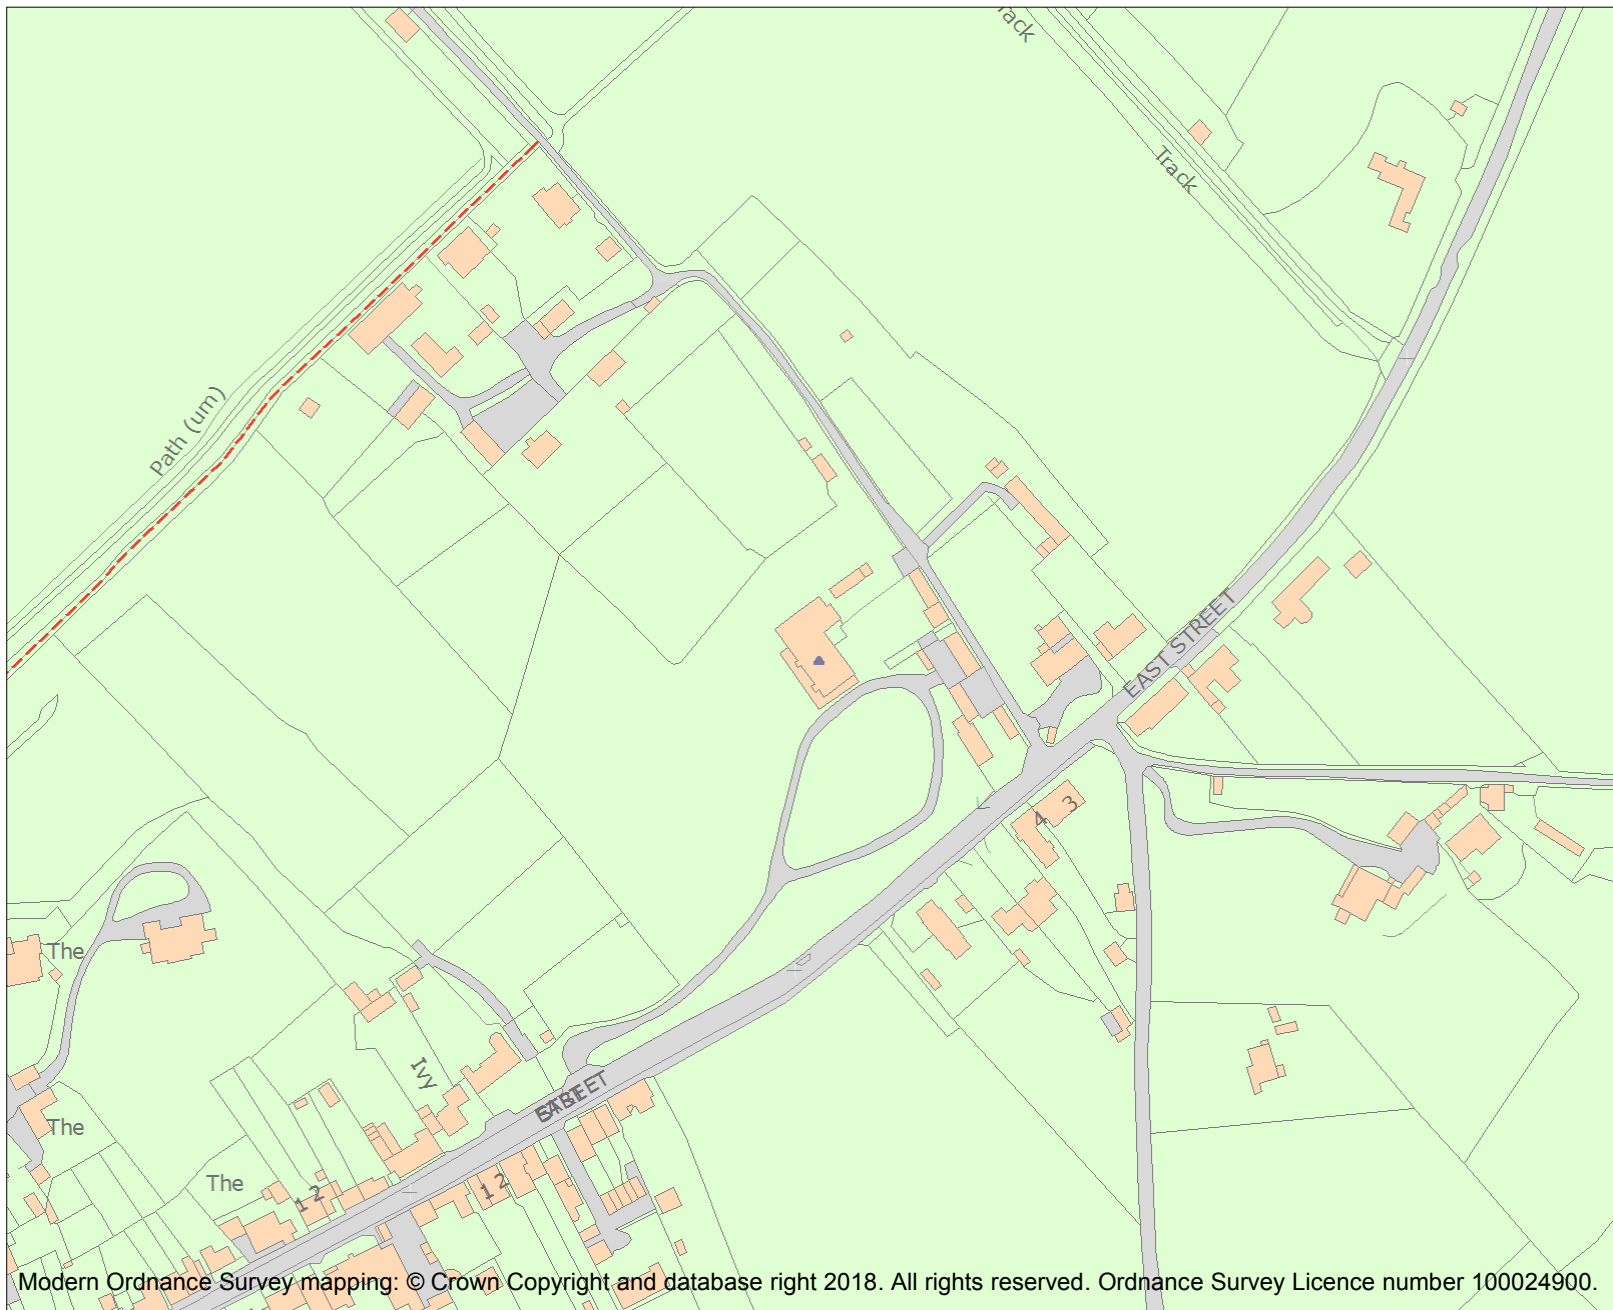 Track
Track
Path (um)
EAST STREET
4 3
The
Ivy
The
The
1 2
1 2
Modern Ordnance Survey mapping: © Crown Copyright and database right 2018. All rights reserved. Ordnance Survey Licence number 100024900.